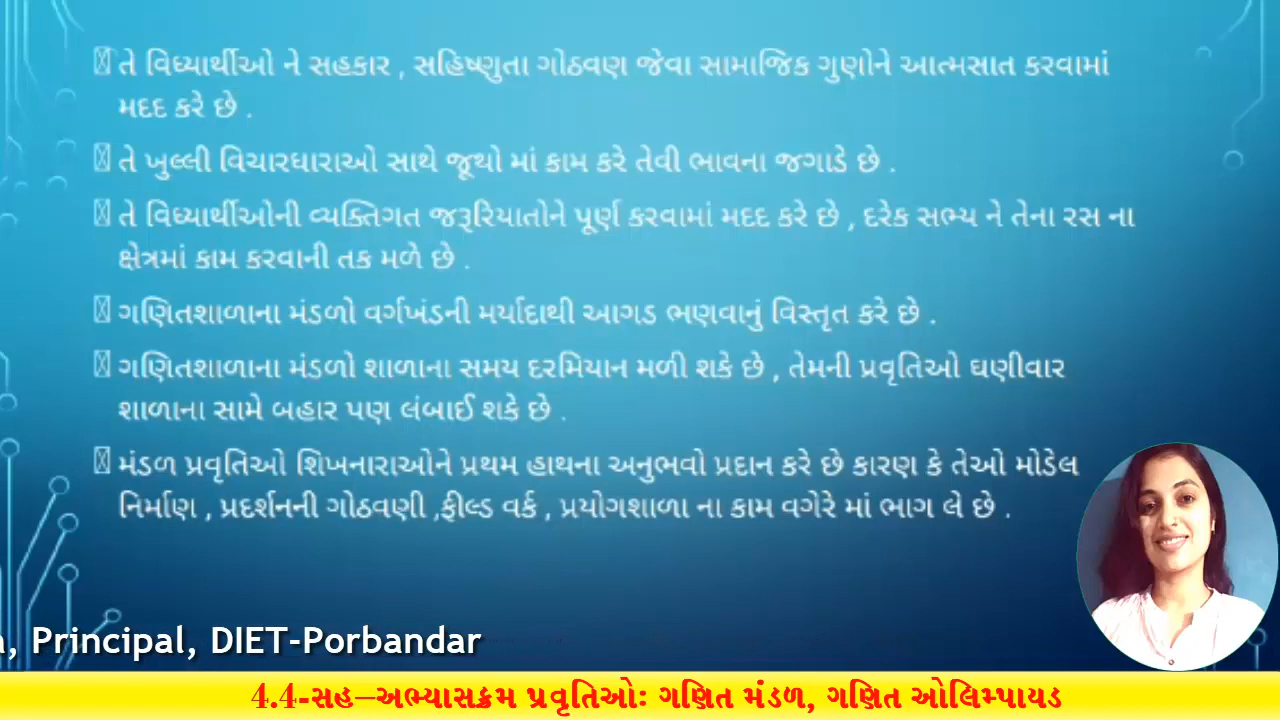 તે વિધ્યાર્થીઓ ને સહકાર , સહિષ્ણુતા ગોઠવણ જેવા સામાજિક ગુણોને આત્મસાત કરવામાં
મદદ કરે છે .
તે ખુલ્લી વિચારધારાઓ સાથે જૂથો માં કામ કરે તેવી ભાવના જગાડે છે .
તે વિધ્યાર્થીઓની વ્યક્તિગત જરૂરિયાતોને પૂર્ણ કરવામાં મદદ કરે છે , દરેક સભ્ય ને તેના રસ ના
ક્ષેત્રમાં કામ કરવાની તક મળે છે .
ગણિતશાળાના મંડળો વર્ગખંડની મર્યાદાથી આગડ ભણવાનું વિસ્તૃત કરે છે .
ગણિતશાળાના મંડળો શાળાના સમય દરમિયાન મળી શકે છે , તેમની પ્રવૃતિઓ ઘણીવાર
શાળાના સામે બહાર પણ લંબાઈ શકે છે .
મંડળ પ્રવૃતિઓ શિખનારાઓને પ્રથમ હાથના અનુભવો પ્રદાન કરે છે કારણ કે તેઓ મોડેલ
નિર્માણ , પ્રદર્શનની ગોઠવણી ,ફીલ્ડ વર્ક , પ્રયોગશાળા ના કામ વગેરે માં ભાગ લે છે .
, Principal, DIET-Porbandar
4.4-સહ–અભ્યાસક્રમ પ્રવૃતિઓઃ ગણિત મંડળ, ગણિત ઓલિમ્પાયડ